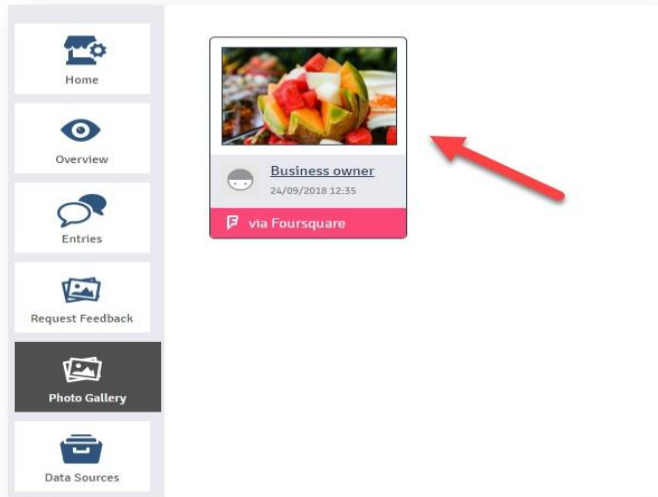 Home
Overview
Entries
Request Feedback
Photo Gallery
Data Sources
Business owner
24/09/2018 12:35
via Foursquare